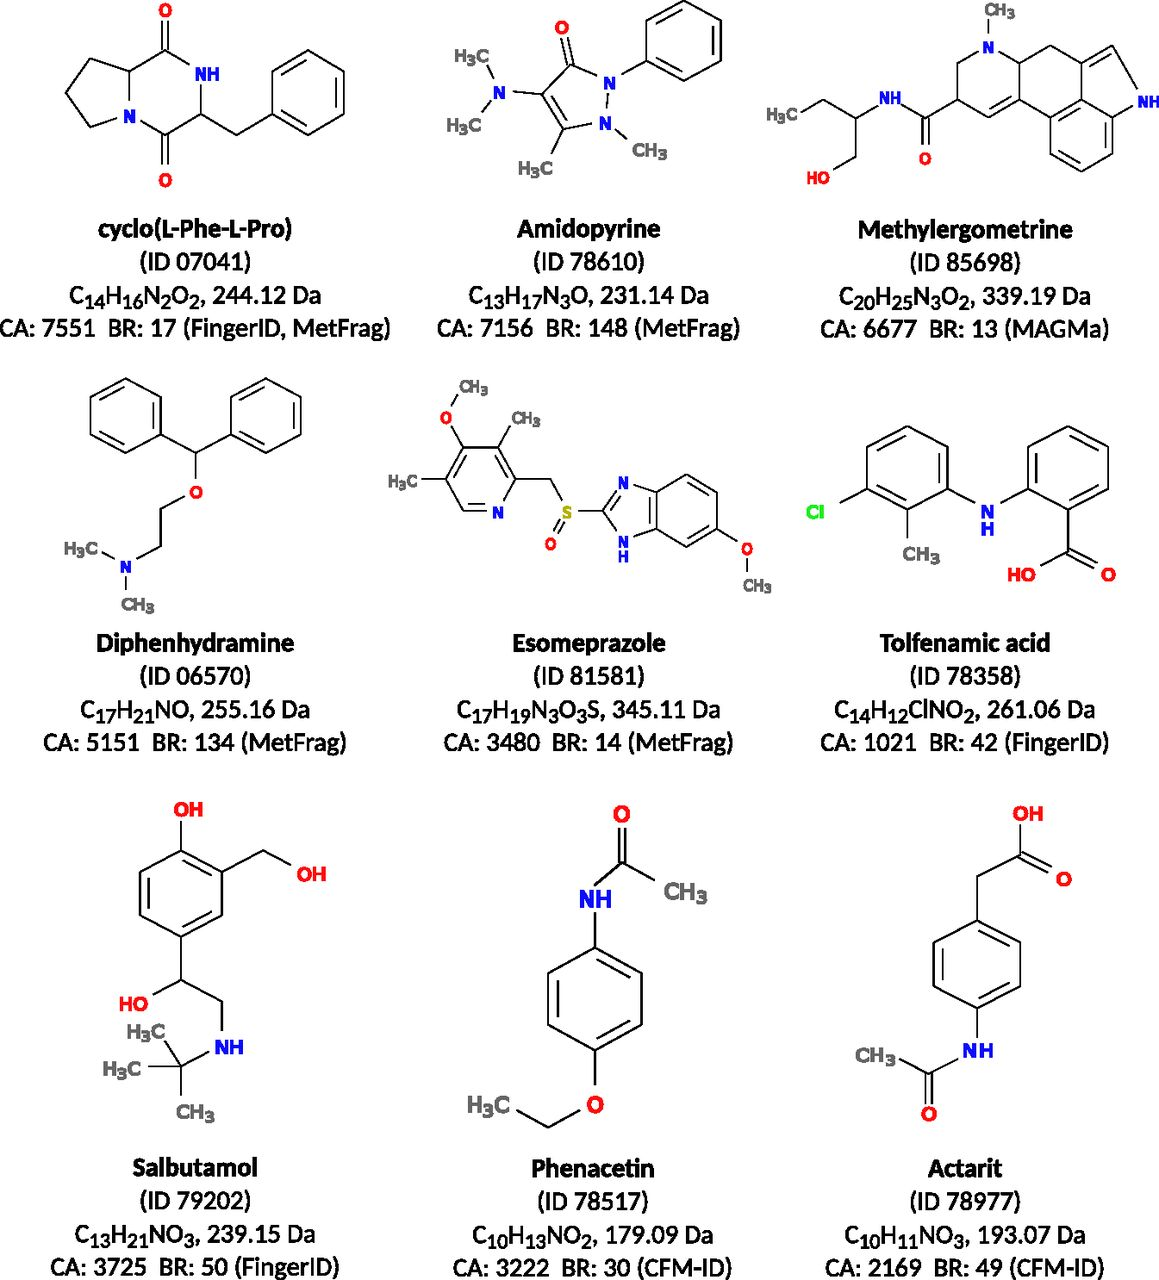 O
NH
N
O
cyclo(L-Phe-L-Pro)
(ID 07041)
C14H16N2O2, 244.12 Da
CA: 7551 BR: 17 (FingerID, MetFrag)
O
H3C
N
N
H3C
N
CH3
H3C
Amidopyrine
(ID 78610)
C13H17N3O, 231.14 Da
CA: 7156 BR: 148 (MetFrag)
CH3
N
NH
NH
H3C
O
HO
Methylergometrine
(ID 85698)
C20H25N3O2, 339.19 Da
CA: 6677 BR: 13 (MAGMa)
O
H3C
N
CH3
Diphenhydramine
(ID 06570)
C17H21NO, 255.16 Da
CA: 5151 BR: 134 (MetFrag)
CH3
O
CH3
H3C
N
N
S
O
N
H
O
CH3
Esomeprazole
(ID 81581)
C17H19N3O3S, 345.11 Da
CA: 3480 BR: 14 (MetFrag)
Cl
N
H
CH3
HO
O
Tolfenamic acid
(ID 78358)
C14H12ClNO2, 261.06 Da
CA: 1021 BR: 42 (FingerID)
OH
OH
HO
H3C
NH
H3C
CH3
Salbutamol
(ID 79202)
C13H21NO3, 239.15 Da
CA: 3725 BR: 50 (FingerID)
O
CH3
NH
H3C
O
Phenacetin
(ID 78517)
C10H13NO2, 179.09 Da
CA: 3222 BR: 30 (CFM-ID)
OH
O
NH
CH3
O
Actarit
(ID 78977)
C10H11NO3, 193.07 Da
CA: 2169 BR: 49 (CFM-ID)